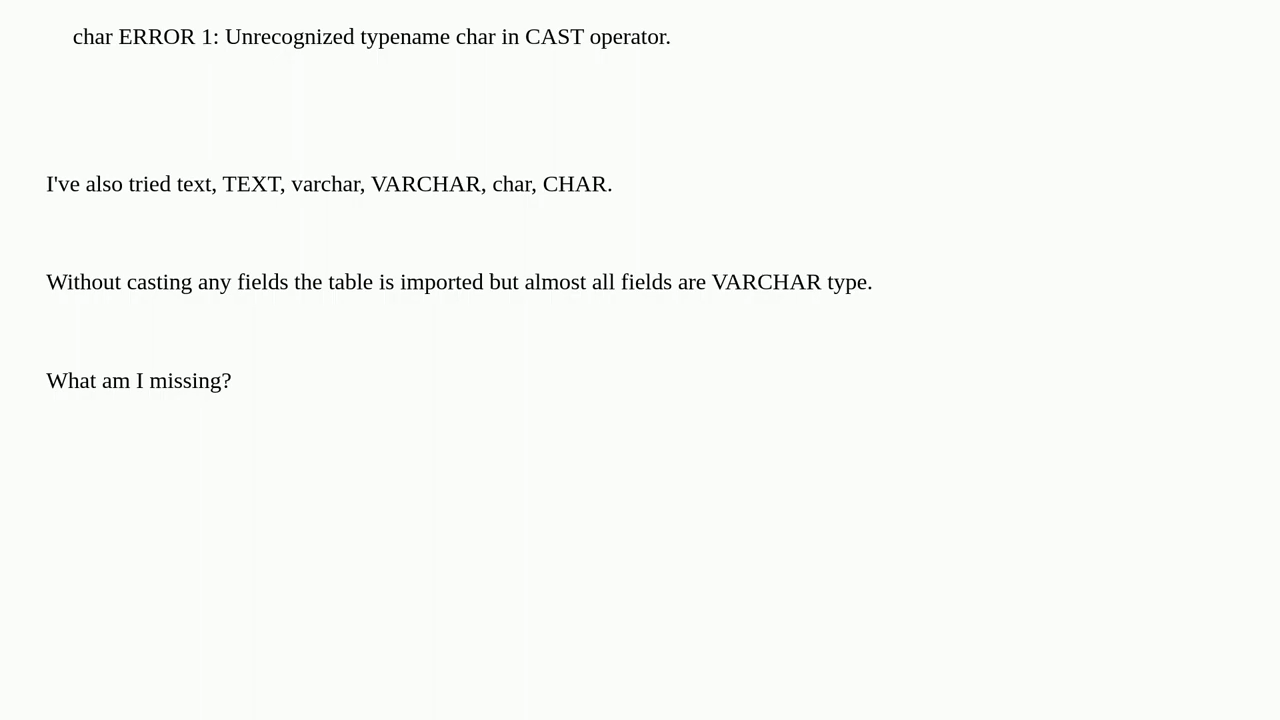 char ERROR 1: Unrecognized typename char in CAST operator.
I've also tried text, TEXT, varchar, VARCHAR, char, CHAR.
Without casting any fields the table is imported but almost all fields are VARCHAR type.
What am I missing?